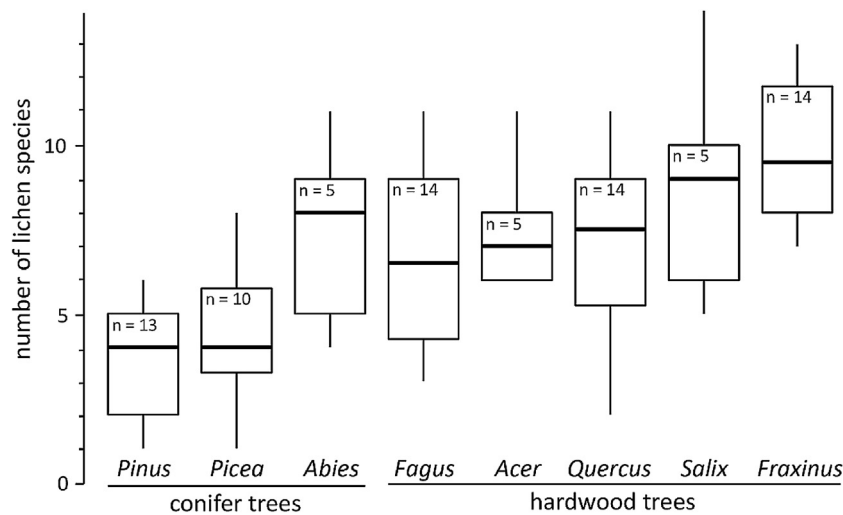 number of lichen species
10
5
0
n = 13
n = 10
n = 5
n = 14
n = 5
n = 14
n = 5
n = 14
Pinus Picea Abies Fagus Acer Quercus Salix Fraxinus
conifer trees hardwood trees